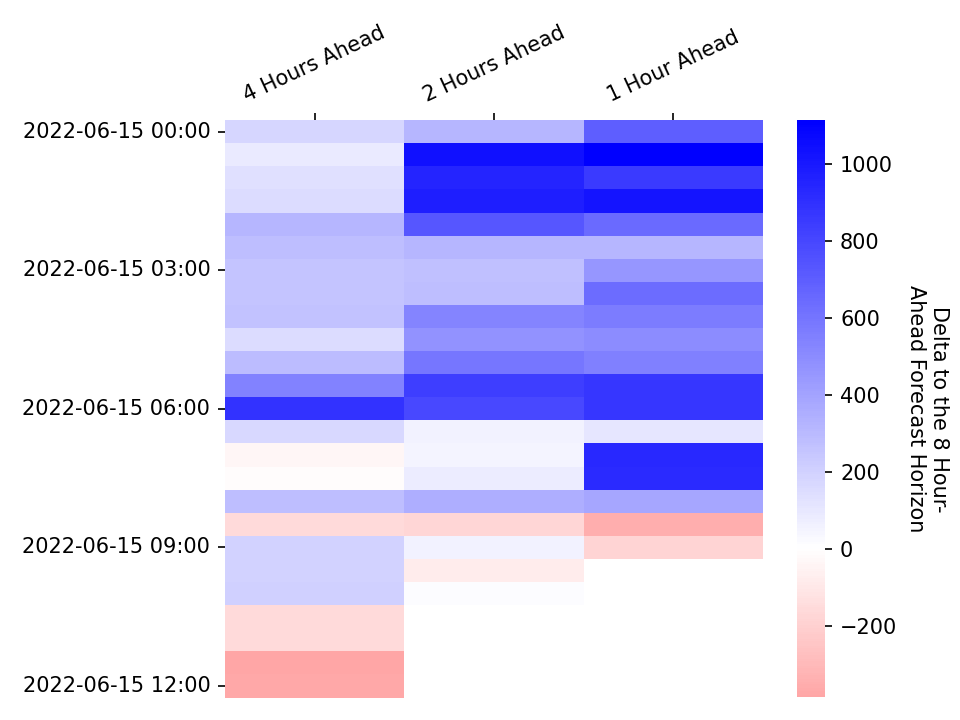 4 Hours Ahead
2 Hours Ahead
1 Hour Ahead
2022-06-15 00:00
2022-06-15 03:00
2022-06-15 06:00
2022-06-15 09:00
2022-06-15 12:00
1000
800
600
400
200
0
−200
Delta to the 8 Hour-
Ahead Forecast Horizon